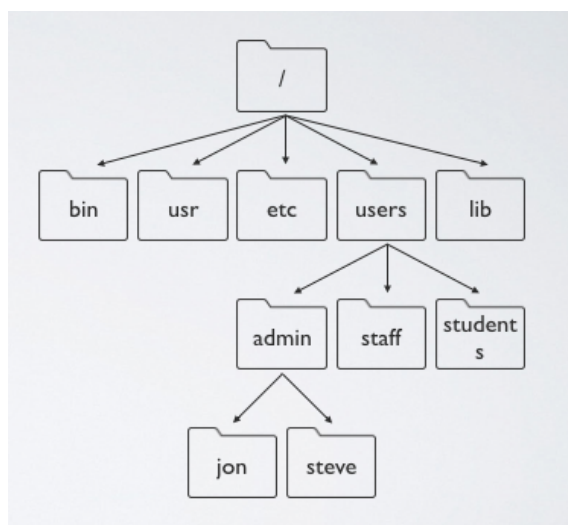 /
bin
usr
etc
users
lib
admin
staff
student
s
jon
steve